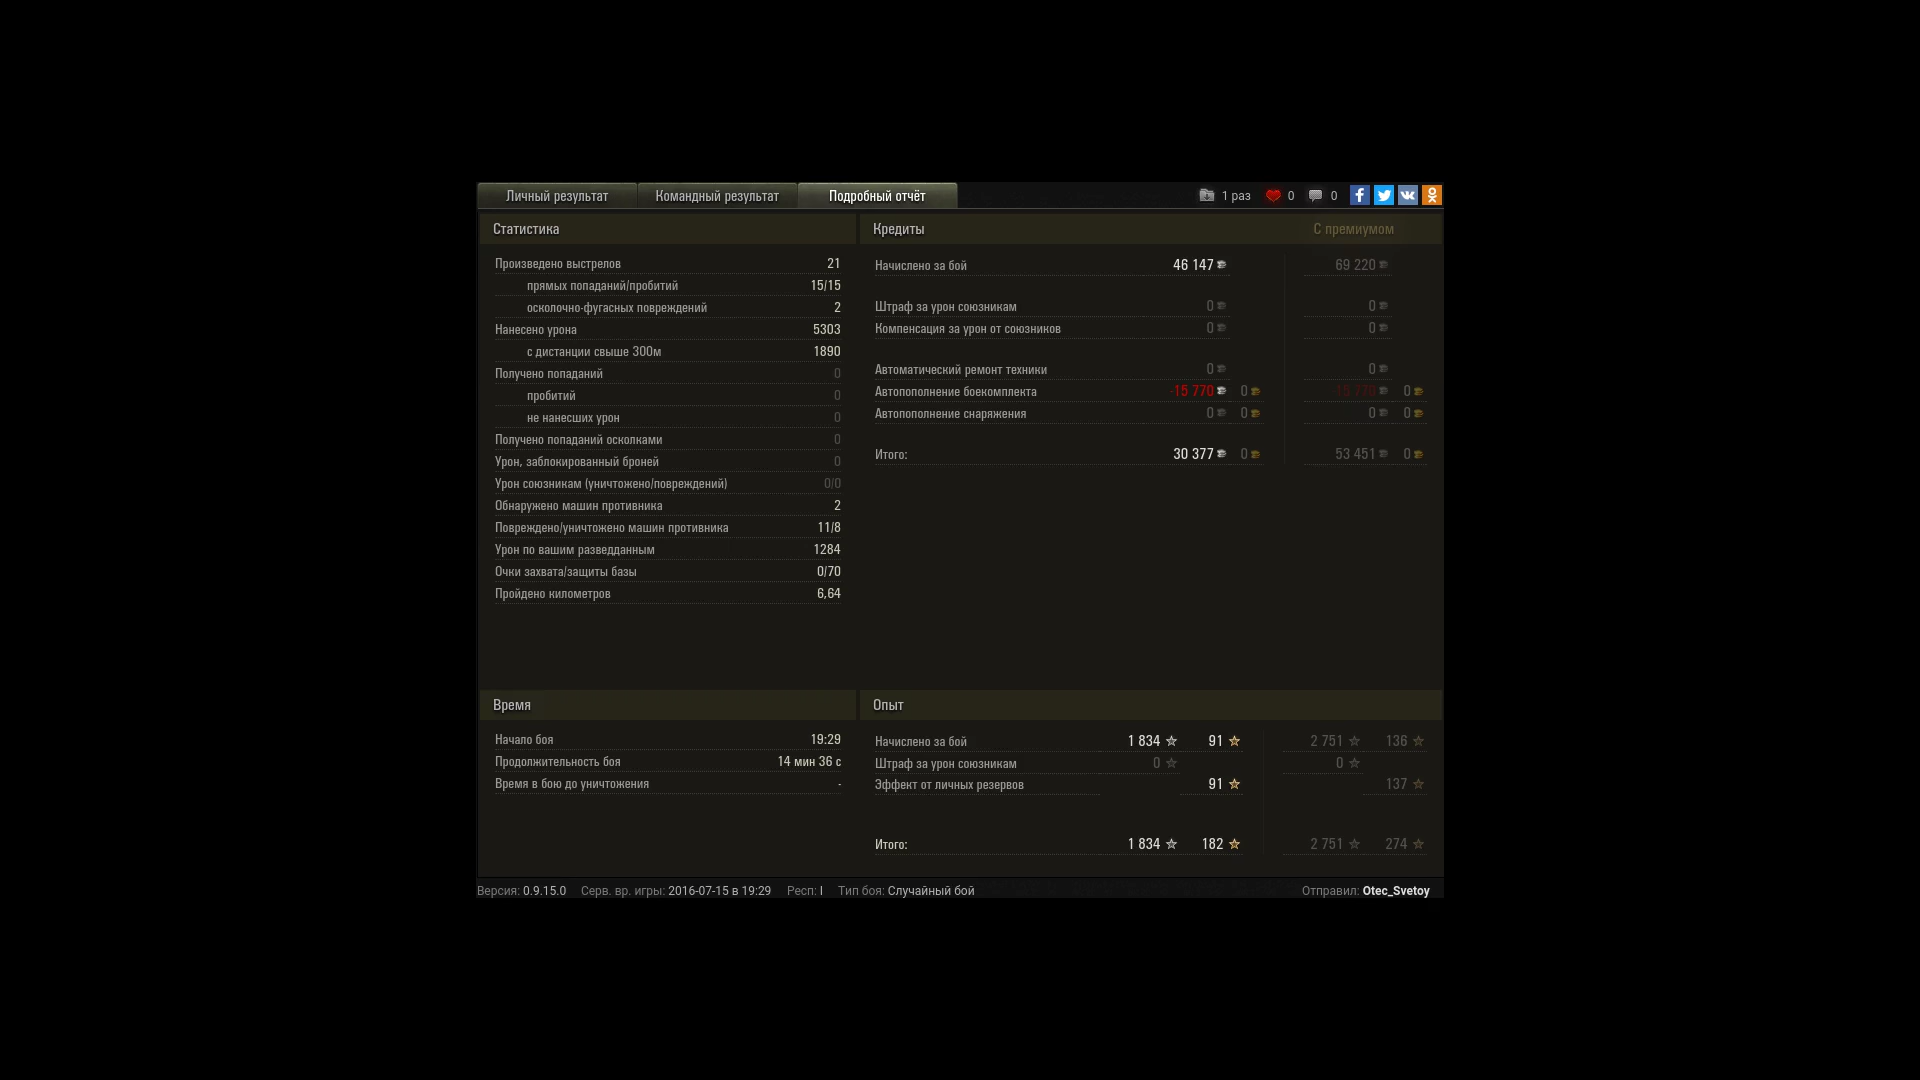 Личный результат Командный результат Подробный отчёт 1 раз 0 0
Статистика
Произведено выстрелов 21
прямых попаданий/пробитий 15/15
осколочно-фугасных повреждений 2
Нанесено урона 5303
с дистанции свыше 300м 1890
Получено попаданий 0
пробитий 0
не нанесших урон 0
Получено попаданий осколками 0
Урон, заблокированный броней 0
Урон союзникам (уничтожено/повреждений) 0/0
Обнаружено машин противника 2
Повреждено/уничтожено машин противника 11/8
Урон по вашим разведданным 1284
Очки захвата/защиты базы 0/70
Пройдено километров 6,64
Кредиты С премиумом
Начислено за бой 46 147 69 220
Штраф за урон союзникам 0 0
Компенсация за урон от союзников 0 0
Автоматический ремонт техники 0 0
Автопополнение боекомплекта -15 770 0 -15 770 0
Автопополнение снаряжения 0 0 0 0
Итого: 30 377 0 53 451 0
Время
Начало боя 19:29
Продолжительность боя 14 мин 36 с
Время в бою до уничтожения -
Опыт
Начислено за бой 1 834 91 2 751 136
Штраф за урон союзникам 0 0
Эффект от личных резервов 91 137
Итого: 1 834 182 2 751 274
Версия: 0.9.15.0 Серв. вр. игры: 2016-07-15 в 19:29 Респ: I Тип боя: Случайный бой Отправил: Otec_Svetoy